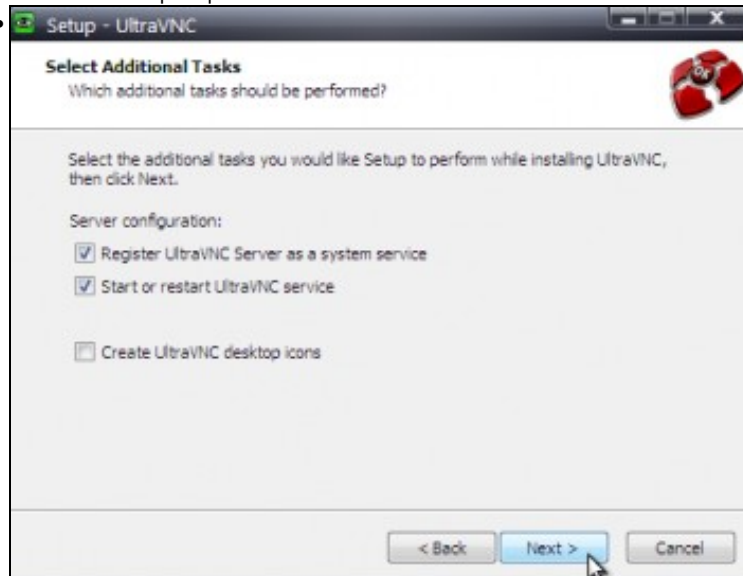 Setup - UltraVNC
Select Additional Tasks
Which additional tasks should be performed?
Select the additional tasks you would like Setup to perform while installing UltraVNC,
then click Next.
Server configuration:
Register UltraVNC Server as a system service
Start or restart UltraVNC service
Create UltraVNC desktop icons
< Back
Next >
Cancel